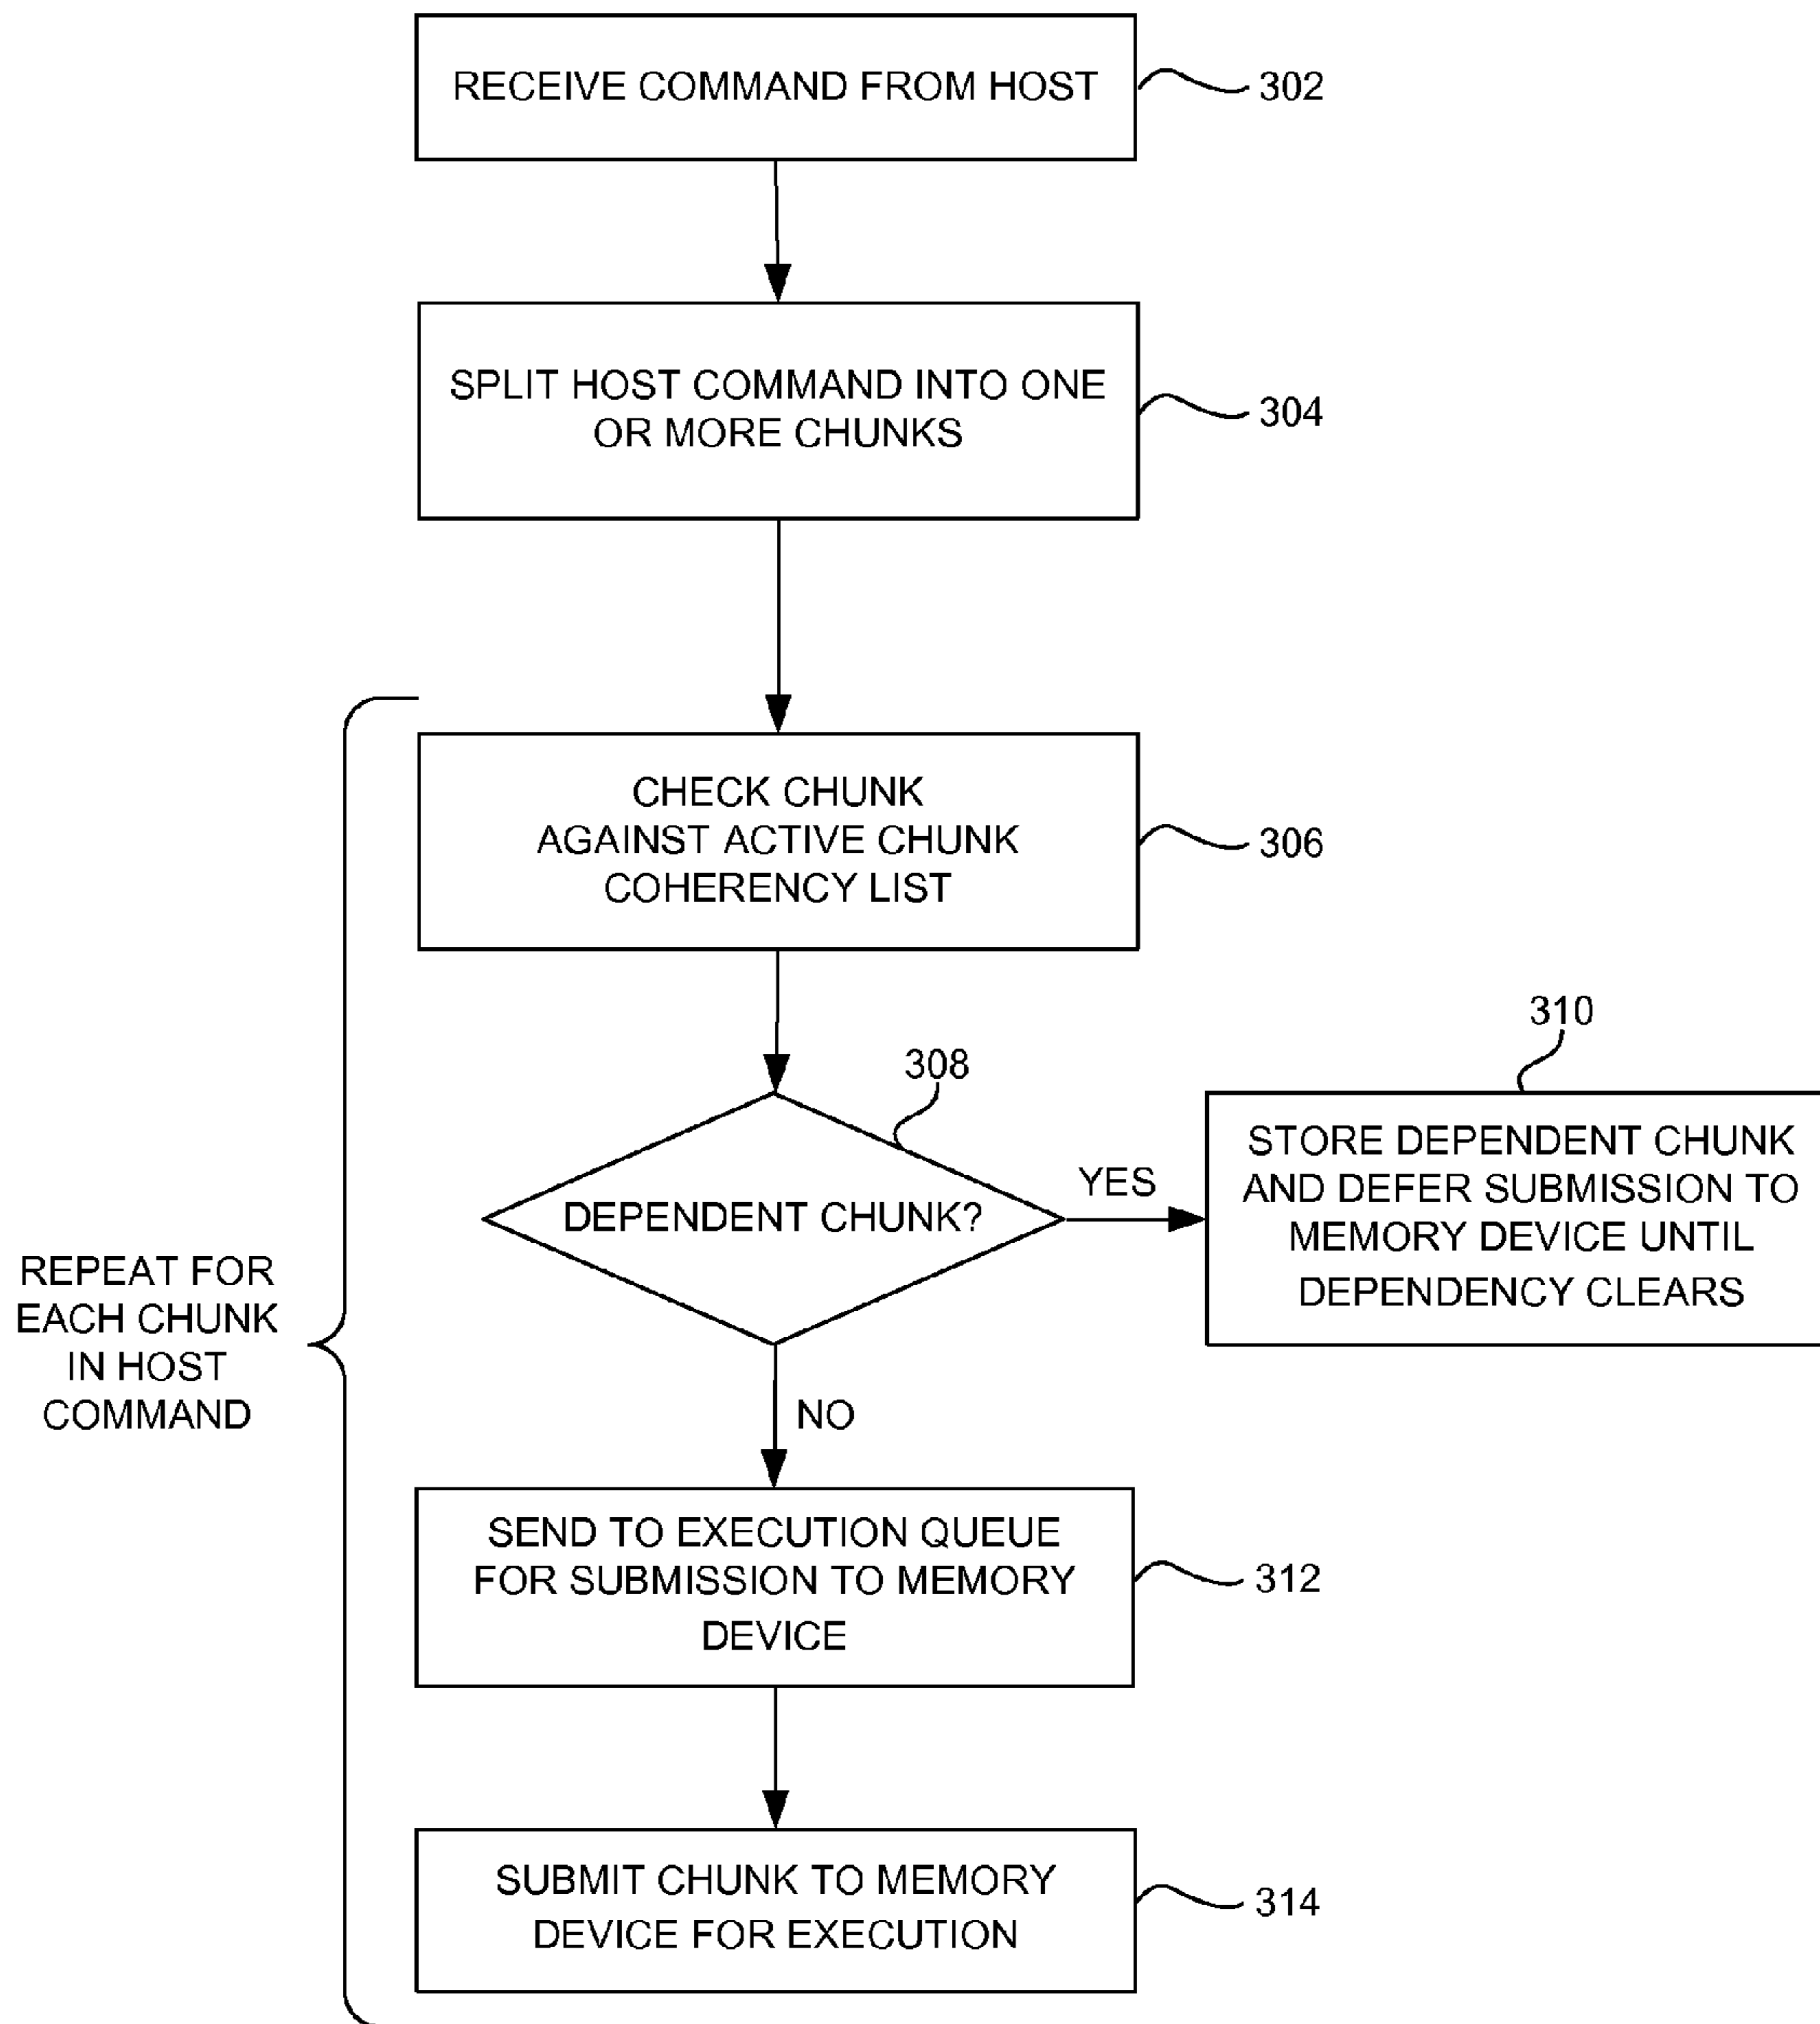 RECEIVE COMMAND FROM HOST
302
SPLIT HOST COMMAND INTO ONE
OR MORE CHUNKS
304
CHECK CHUNK
AGAINST ACTIVE CHUNK
COHERENCY LIST
306
308
DEPENDENT CHUNK?
YES
310
STORE DEPENDENT CHUNK
AND DEFER SUBMISSION TO
MEMORY DEVICE UNTIL
DEPENDENCY CLEARS
REPEAT FOR
EACH CHUNK
IN HOST
COMMAND
NO
SEND TO EXECUTION QUEUE
FOR SUBMISSION TO MEMORY
DEVICE
312
SUBMIT CHUNK TO MEMORY
DEVICE FOR EXECUTION
314